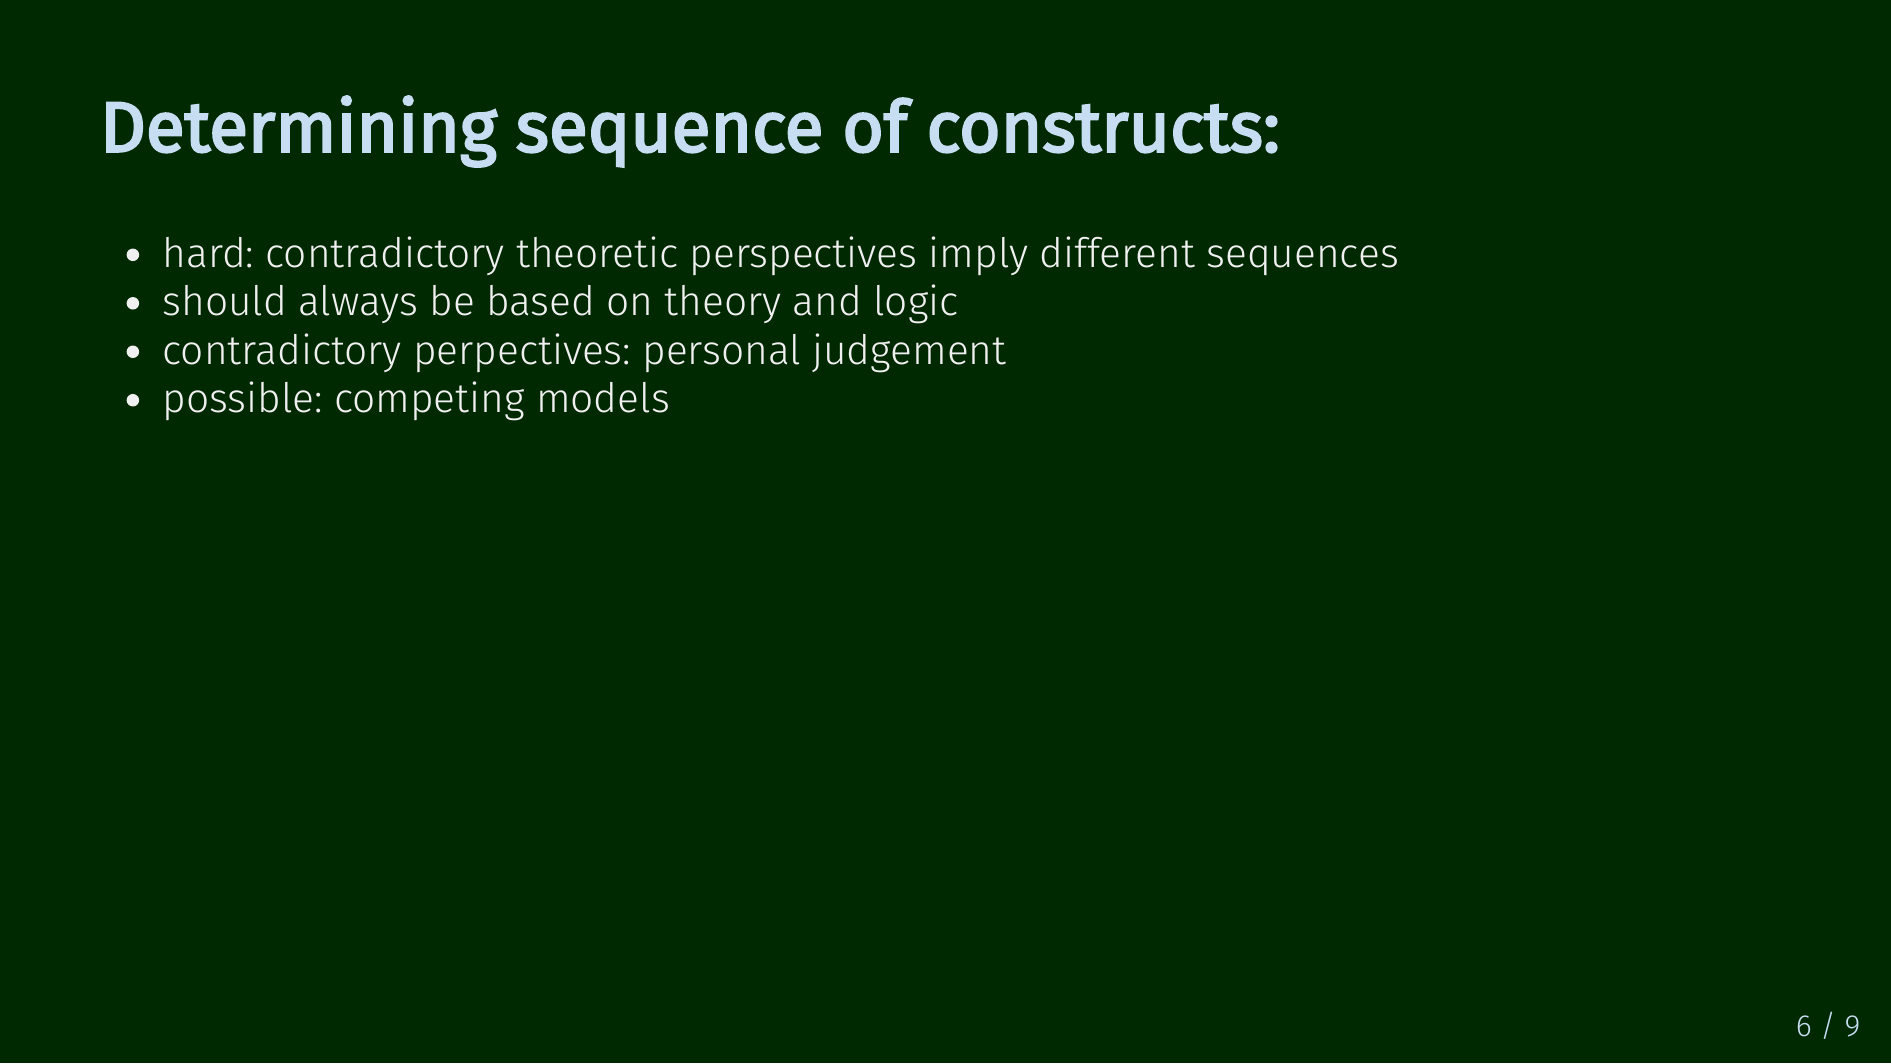 Determining sequence of constructs:
• hard: contradictory theoretic perspectives imply different sequences
• should always be based on theory and logic
• contradictory perpectives: personal judgement
• possible: competing models
6 / 9